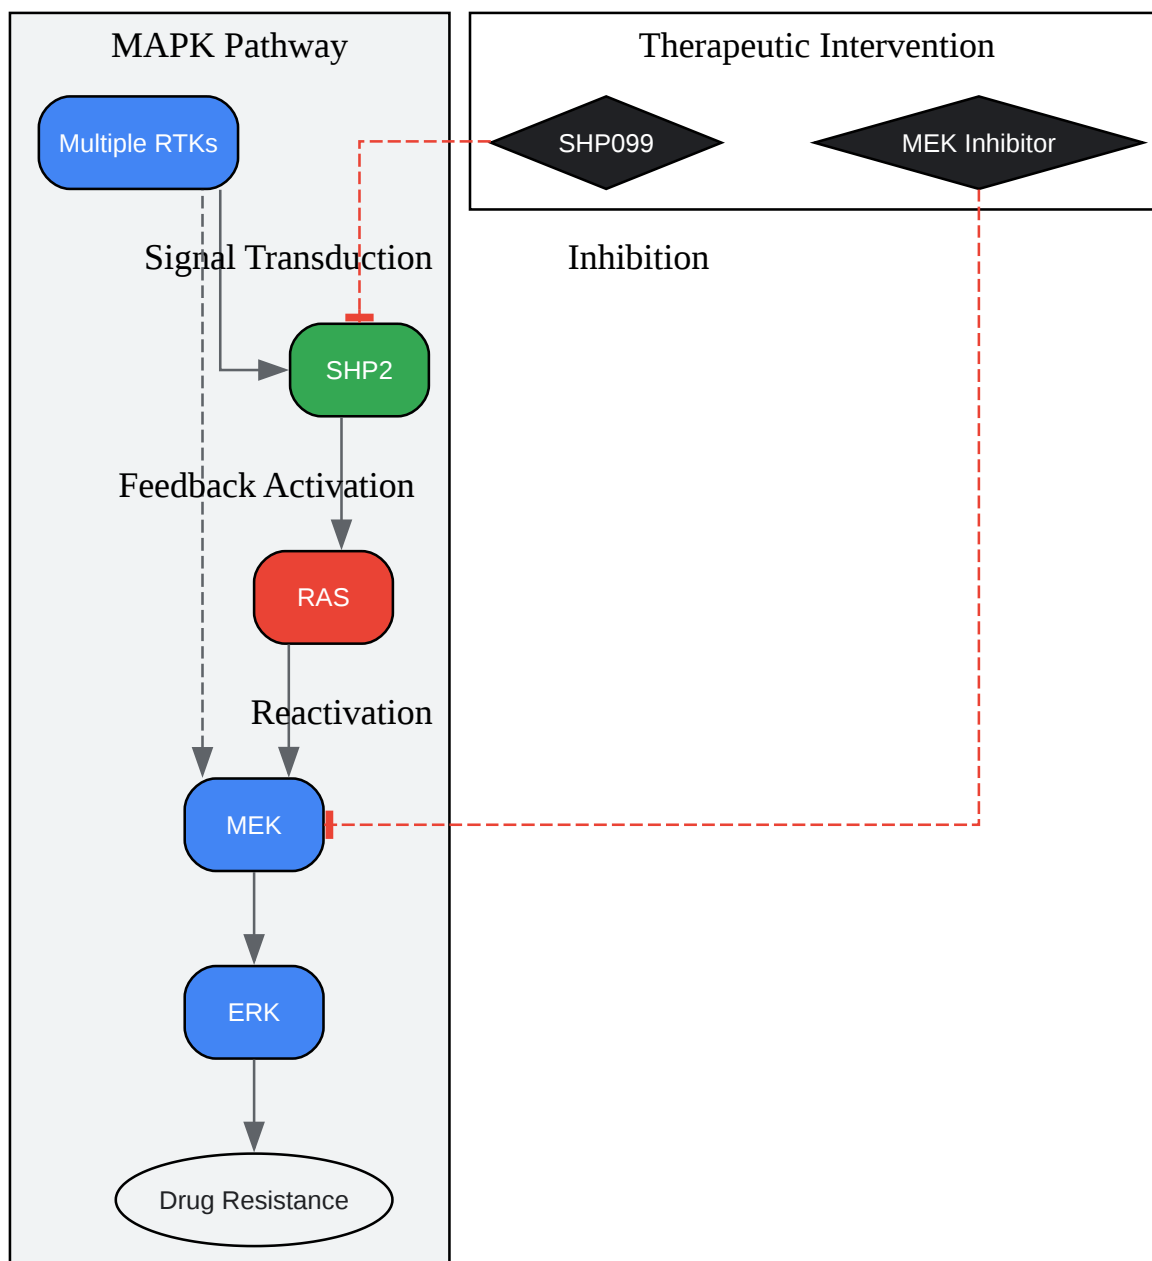 MAPK Pathway
Therapeutic Intervention
Multiple RTKs
SHP099
MEK Inhibitor
Signal Transduction
Inhibition
SHP2
Feedback Activation
RAS
Reactivation
MEK
ERK
Drug Resistance